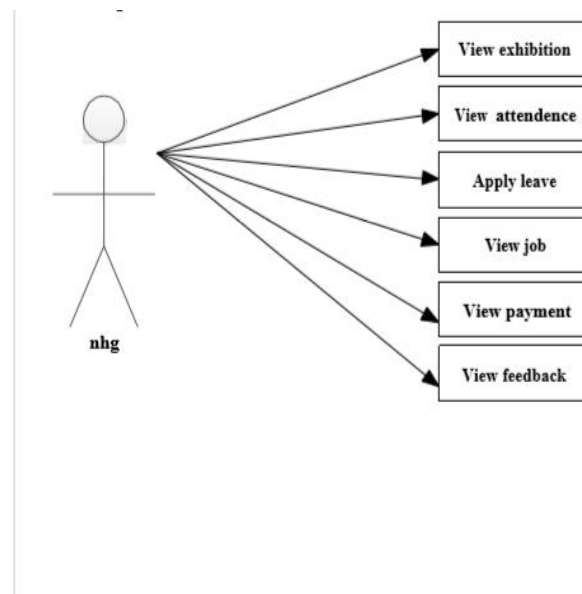 View exhibition
View attendence
Apply leave
View job
View payment
View feedback
nhg